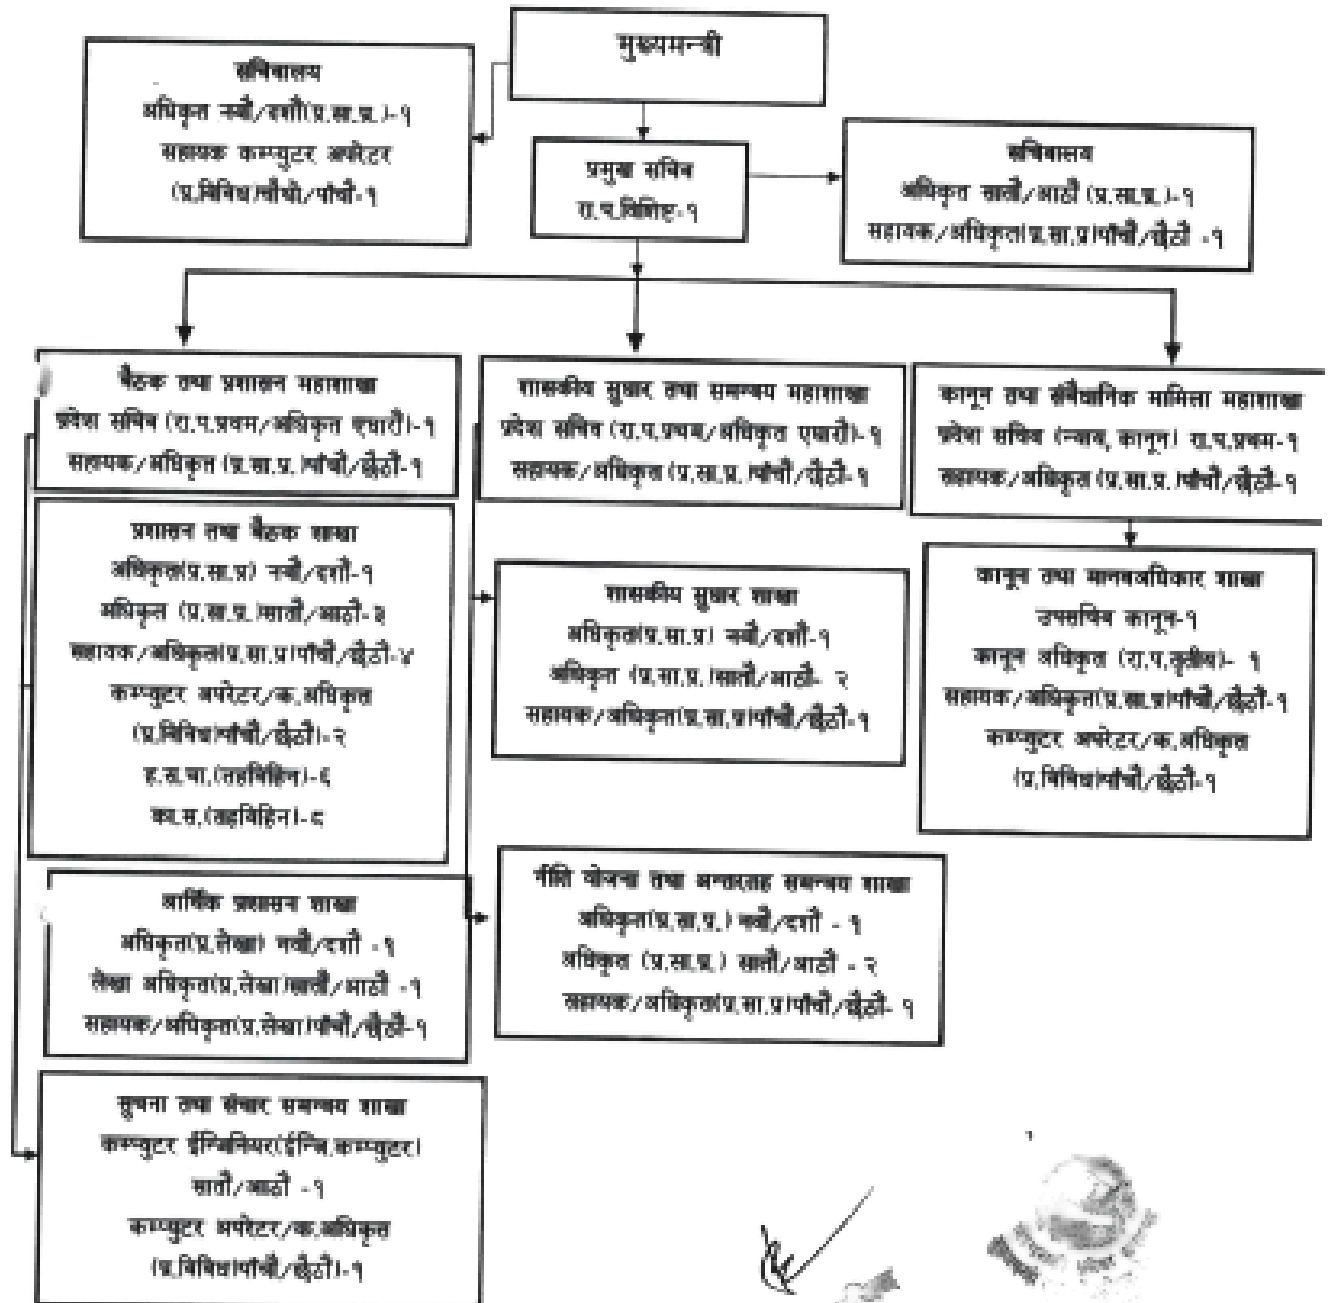 मुख्यमन्त्री
सचिवालय
अधिकृत नवौं/दशौं(प्र.सा.प्र.)-१
सहायक कम्प्युटर अपरेटर
(प्र.विविध)चौथो/पाँचौं-१
प्रमुख सचिव
रा.प.विशिष्ट-१
सचिवालय
अधिकृत सातौं/आठौं (प्र.सा.प्र.)-१
सहायक/अधिकृत(प्र.सा.प्र)पाँचौं/छैठौं -१
बैठक तथा प्रशासन महाशाखा
प्रदेश सचिव (रा.प.प्रथम/अधिकृत एघारौं)-१
सहायक/अधिकृत (प्र.सा.प्र.)पाँचौं/छैठौं-१
शासकीय सुधार तथा समन्वय महाशाखा
प्रदेश सचिव (रा.प.प्रथम/अधिकृत एघारौं)-१
सहायक/अधिकृत (प्र.सा.प्र.)पाँचौं/छैठौं-१
कानून तथा संवैधानिक मामिला महाशाखा
प्रदेश सचिव (न्याय, कानून) रा.प.प्रथम-१
सहायक/अधिकृत (प्र.सा.प्र.)पाँचौं/छैठौं-१
प्रशासन तथा बैठक शाखा
अधिकृत(प्र.सा.प्र) नवौं/दशौं-१
अधिकृत (प्र.सा.प्र.)सातौं/आठौं-३
सहायक/अधिकृत(प्र.सा.प्र)पाँचौं/छैठौं-४
कम्प्युटर अपरेटर/क.अधिकृत
(प्र.विविध)पाँचौं/छैठौं)-२
ह.स.चा.(तहविहिन)-६
का.स.(तहविहिन)-८
शासकीय सुधार शाखा
अधिकृत(प्र.सा.प्र) नवौं/दशौं-१
अधिकृत (प्र.सा.प्र.)सातौं/आठौं- २
सहायक/अधिकृत(प्र.सा.प्र)पाँचौं/छैठौं-१
कानून तथा मानवअधिकार शाखा
उपसचिव कानून-१
कानून अधिकृत (रा.प.तृतीय)- १
सहायक/अधिकृत(प्र.सा.प्र)पाँचौं/छैठौं-१
कम्प्युटर अपरेटर/क.अधिकृत
(प्र.विविध)पाँचौं/छैठौं-१
आर्थिक प्रशासन शाखा
अधिकृत(प्र.लेखा) नवौं/दशौं -१
लेखा अधिकृत(प्र.लेखा)सातौं/आठौं -१
सहायक/अधिकृत(प्र.लेखा)पाँचौं/छैठौं-१
नीति योजना तथा अन्तरतह समन्वय शाखा
अधिकृत(प्र.सा.प्र.) नवौं/दशौं - १
अधिकृत (प्र.सा.प्र.) सातौं/आठौं - २
सहायक/अधिकृत(प्र.सा.प्र)पाँचौं/छैठौं- १
सूचना तथा संचार समन्वय शाखा
कम्प्युटर ईन्जिनियर(ईन्जि.कम्प्युटर)
सातौं/आठौं -१
कम्प्युटर अपरेटर/क.अधिकृत
(प्र.विविध)पाँचौं/छैठौं)-१